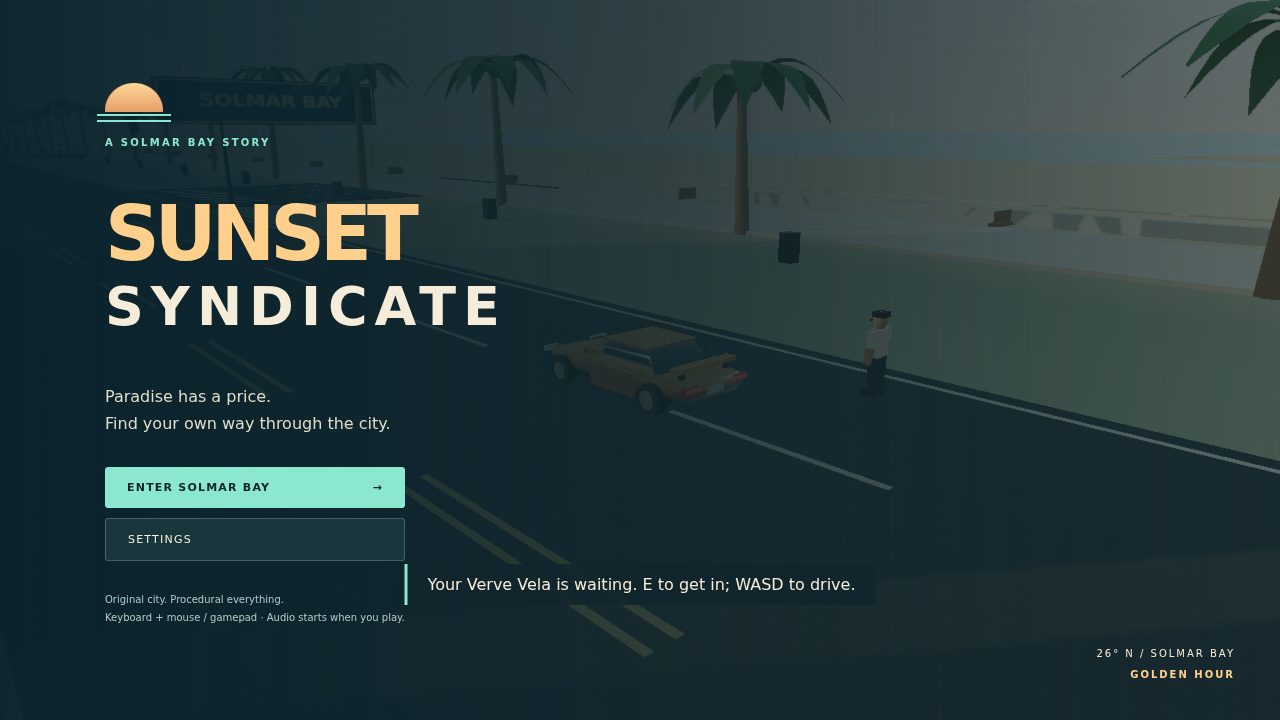 SOLMAR BAY
A SOLMAR BAY STORY
SUNSET
SYNDICATE
Paradise has a price.
Find your own way through the city.
ENTER SOLMAR BAY →
SETTINGS
Your Verve Vela is waiting. E to get in; WASD to drive.
Original city. Procedural everything.
Keyboard + mouse / gamepad · Audio starts when you play.
26° N / SOLMAR BAY
GOLDEN HOUR